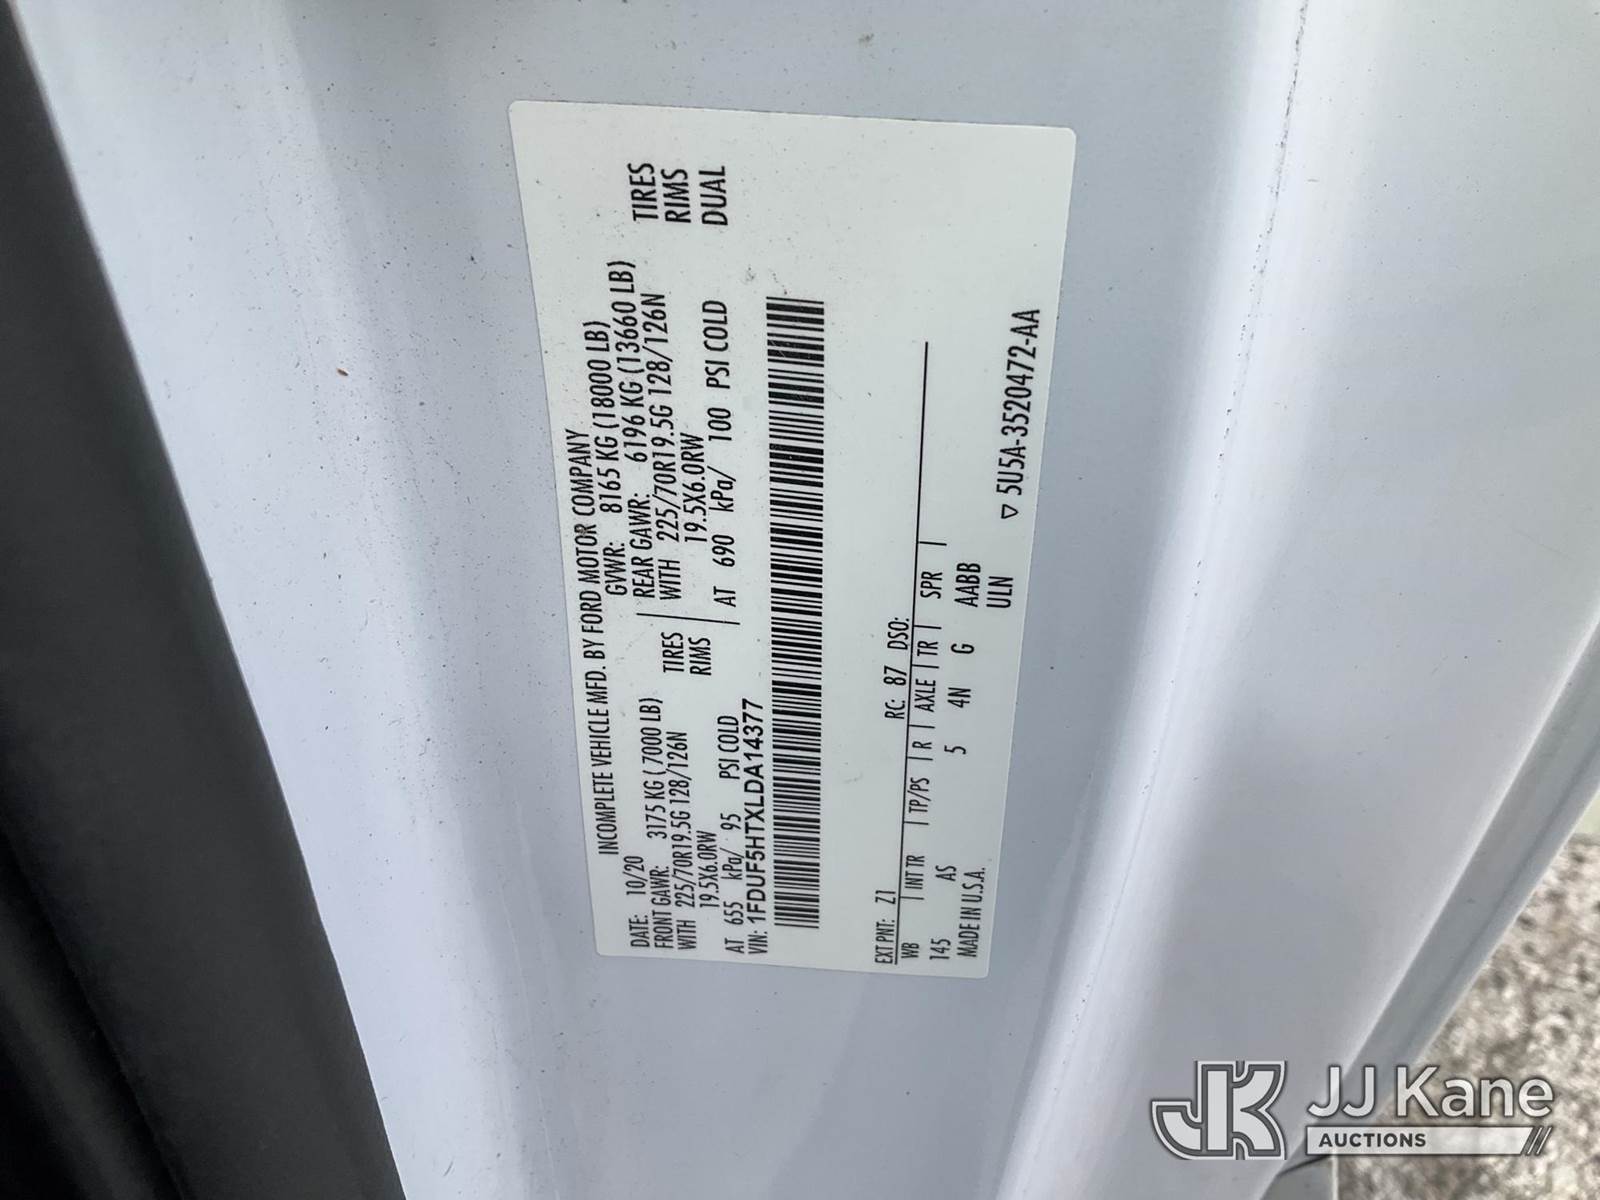 INCOMPLETE VEHICLE MFD. BY FORD MOTOR COMPANY
DATE: 10/20 GVWR: 8165 KG (18000 LB)
FRONT GAWR: 3175 KG (7000 LB) REAR GAWR: 6196 KG (13660 LB)
WITH 225/70R19.5G 128/126N TIRES WITH 225/70R19.5G 128/126N TIRES
19.5X6.0RW RIMS 19.5X6.0RW RIMS
AT 655 kPa/ 95 PSI COLD AT 690 kPa/ 100 PSI COLD DUAL
VIN: 1FDUF5HTXLDA14377
EXT PNT: Z1 RC: 87 DSO:
WB | INT TR | TP/PS | R | AXLE | TR | SPR |
145 AS 5 4N G AABB
MADE IN U.S.A. ULN
▽ 5U5A-3520472-AA
JK JJ Kane
AUCTIONS